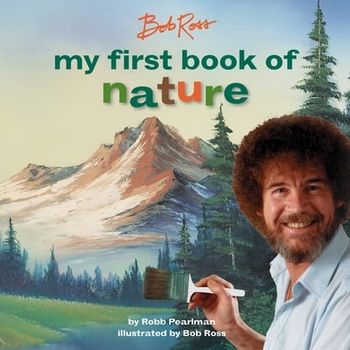 Bob Ross
my first book of
nature
by Robb Pearlman
illustrated by Bob Ross